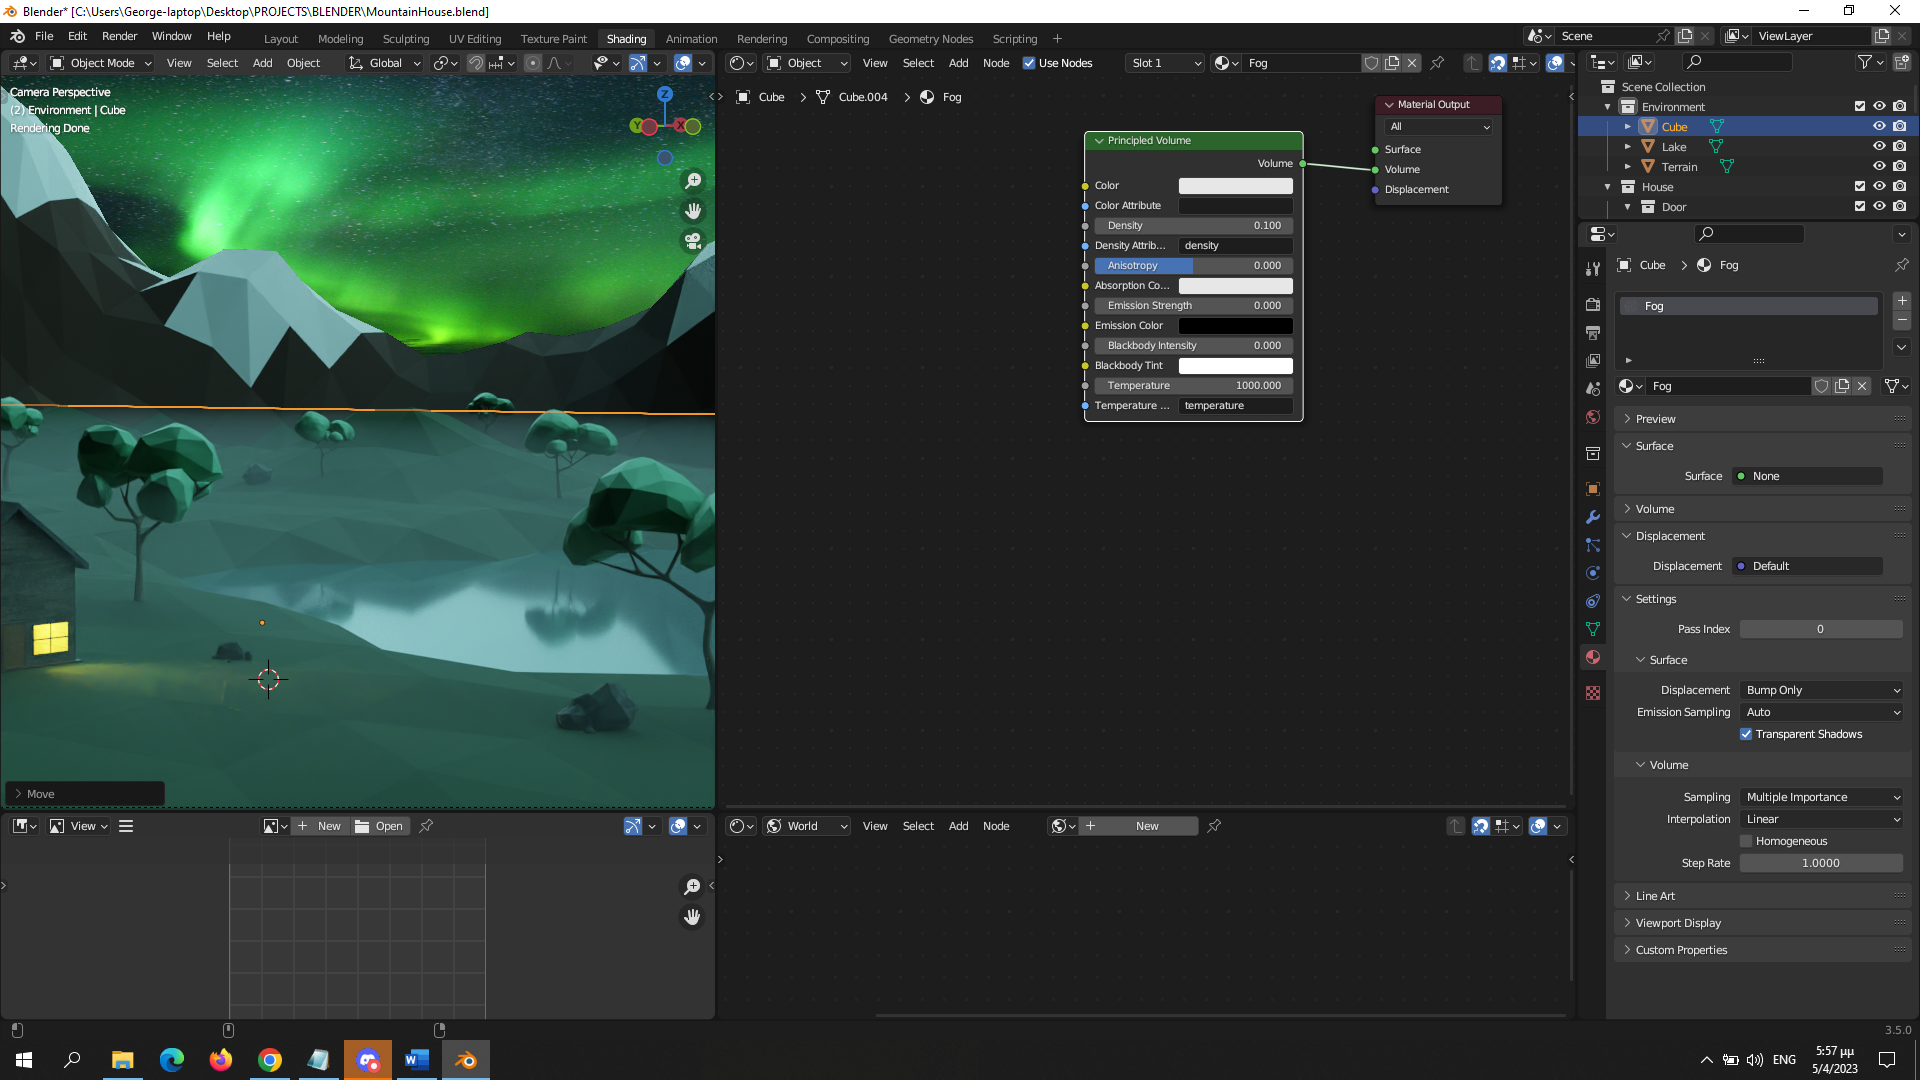 Blender* [C:\Users\George-laptop\Desktop\PROJECTS\BLENDER\MountainHouse.blend]
File Edit Render Window Help Layout Modeling Sculpting UV Editing Texture Paint Shading Animation Rendering Compositing Geometry Nodes Scripting Scene ViewLayer
Object Mode View Select Add Object Global
Object View Select Add Node Use Nodes Slot 1 Fog
Camera Perspective
(2) Environment | Cube
Rendering Done
Z
Y
X
Cube Cube.004 Fog
Principled Volume
Volume
Color
Color Attribute
Density 0.100
Density Attrib... density
Anisotropy 0.000
Absorption Co...
Emission Strength 0.000
Emission Color
Blackbody Intensity 0.000
Blackbody Tint
Temperature 1000.000
Temperature ... temperature
Material Output
All
Surface
Volume
Displacement
Scene Collection
Environment
Cube
Lake
Terrain
House
Door
Cube Fog
Fog
Fog
Preview
Surface
Surface None
Volume
Displacement
Displacement Default
Settings
Pass Index 0
Surface
Displacement Bump Only
Emission Sampling Auto
Transparent Shadows
Volume
Sampling Multiple Importance
Interpolation Linear
Homogeneous
Step Rate 1.0000
Line Art
Viewport Display
Custom Properties
Move
View New Open
World View Select Add Node New
3.5.0
ENG
5:57 μμ
5/4/2023